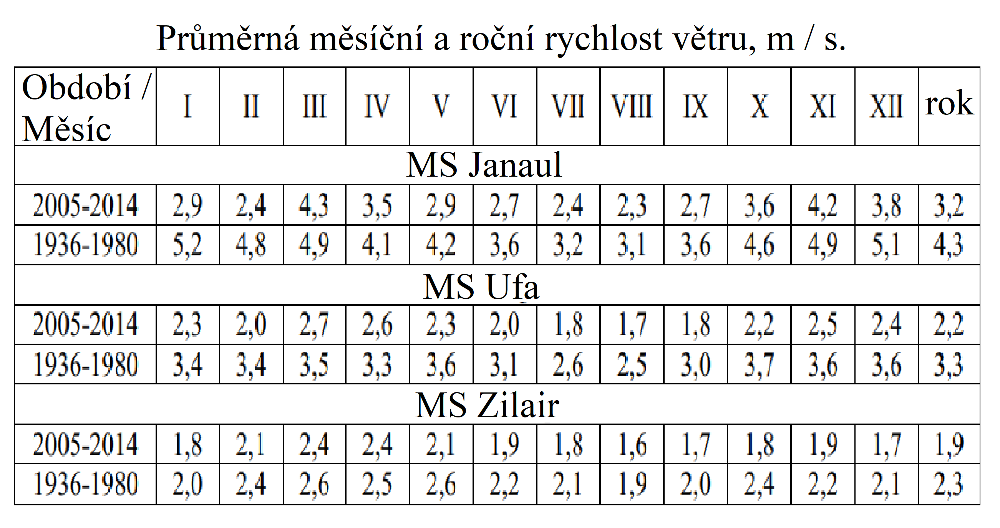 Průměrná měsíční a roční rychlost větru, m / s.
Období / Měsíc I II III IV V VI VII VIII IX X XI XII rok
MS Janaul
2005-2014 2,9 2,4 4,3 3,5 2,9 2,7 2,4 2,3 2,7 3,6 4,2 3,8 3,2
1936-1980 5,2 4,8 4,9 4,1 4,2 3,6 3,2 3,1 3,6 4,6 4,9 5,1 4,3
MS Ufa
2005-2014 2,3 2,0 2,7 2,6 2,3 2,0 1,8 1,7 1,8 2,2 2,5 2,4 2,2
1936-1980 3,4 3,4 3,5 3,3 3,6 3,1 2,6 2,5 3,0 3,7 3,6 3,6 3,3
MS Zilair
2005-2014 1,8 2,1 2,4 2,4 2,1 1,9 1,8 1,6 1,7 1,8 1,9 1,7 1,9
1936-1980 2,0 2,4 2,6 2,5 2,6 2,2 2,1 1,9 2,0 2,4 2,2 2,1 2,3